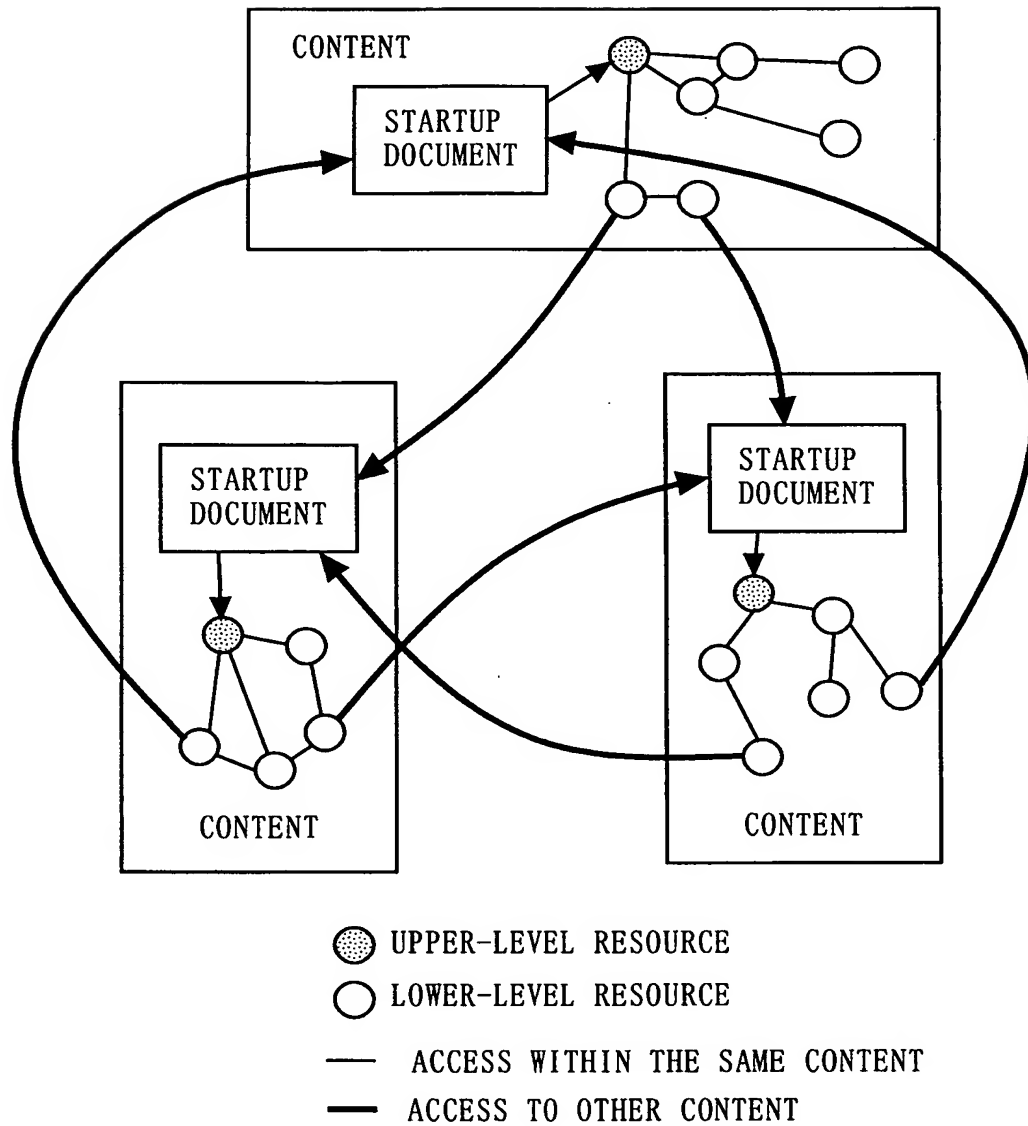 CONTENT
STARTUP
DOCUMENT
STARTUP
DOCUMENT
STARTUP
DOCUMENT
CONTENT
CONTENT
UPPER-LEVEL RESOURCE
LOWER-LEVEL RESOURCE
ACCESS WITHIN THE SAME CONTENT
ACCESS TO OTHER CONTENT